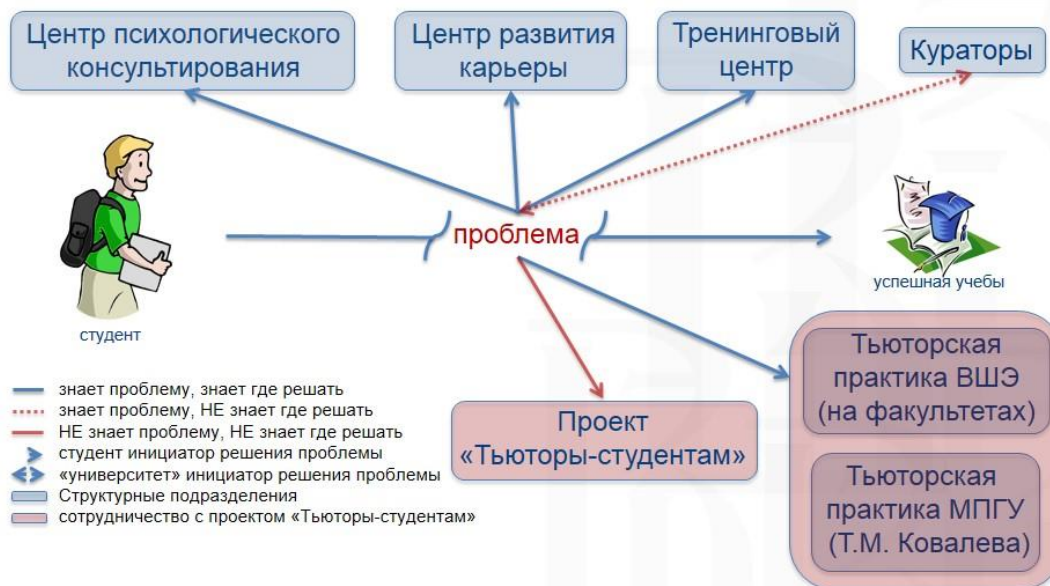 Центр психологического
консультирования
Центр развития
карьеры
Тренинговый
центр
Кураторы
проблема
студент
успешная учебы
знает проблему, знает где решать
знает проблему, НЕ знает где решать
НЕ знает проблему, НЕ знает где решать
студент инициатор решения проблемы
«университет» инициатор решения проблемы
Структурные подразделения
сотрудничество с проектом «Тьюторы-студентам»
Проект
«Тьюторы-студентам»
Тьюторская
практика ВШЭ
(на факультетах)
Тьюторская
практика МПГУ
(Т.М. Ковалева)